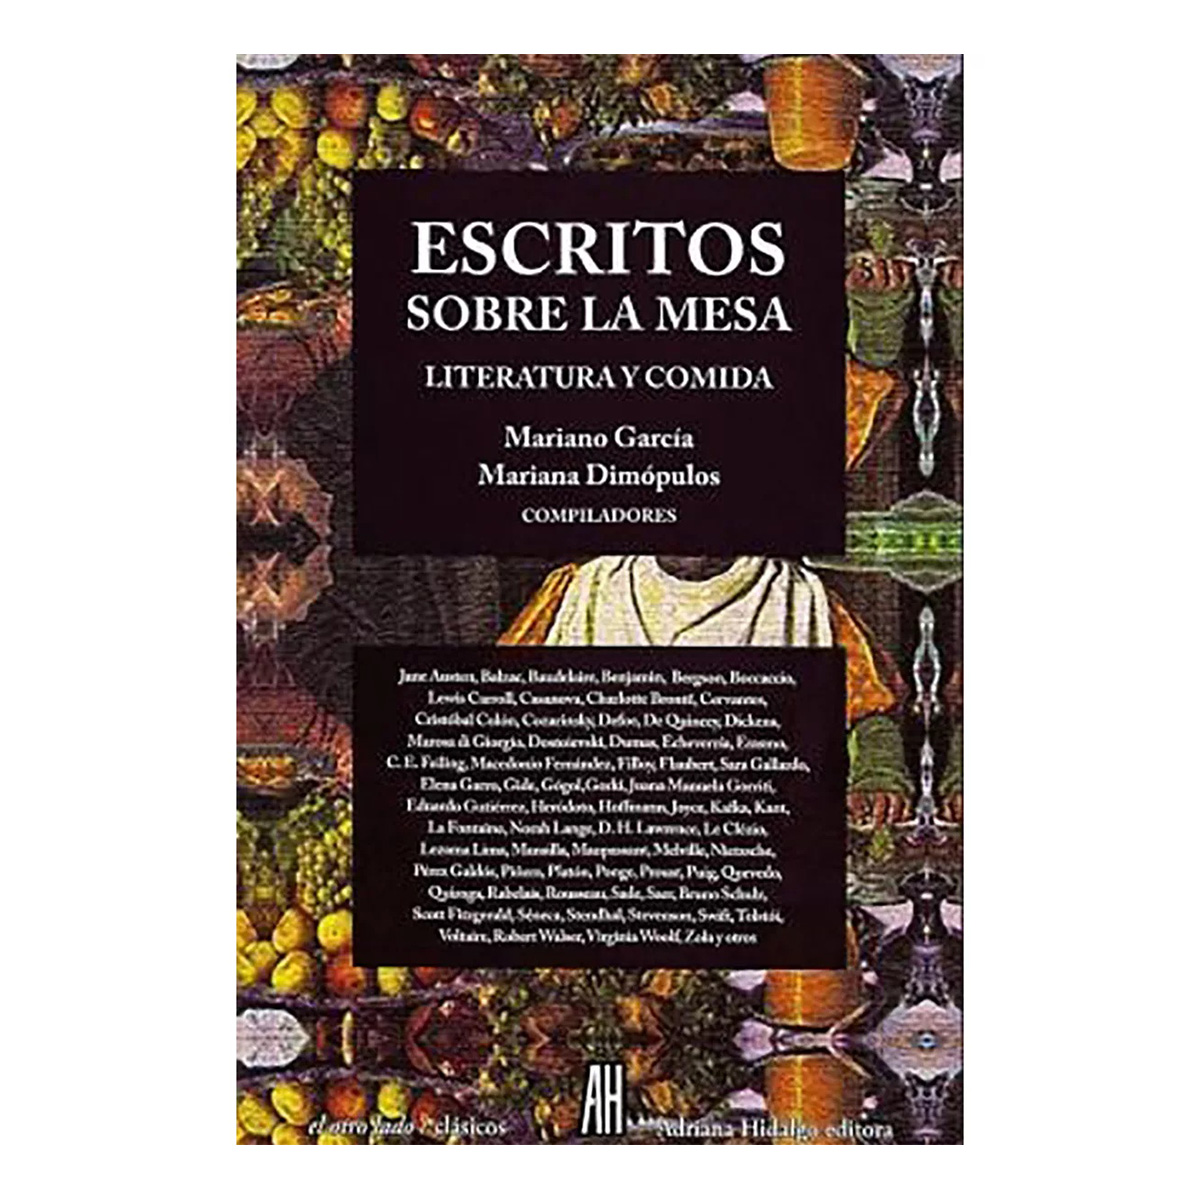 ESCRITOS
SOBRE LA MESA
LITERATURA Y COMIDA
Mariano García
Mariana Dimópulos
COMPILADORES
Jane Austen, Balzac, Baudelaire, Benjamin, Bergson, Boccaccio,
Lewis Carroll, Casanova, Charlotte Brontë, Cervantes,
Cristóbal Colón, Cozarinsky, Defoe, De Quincey, Dickens,
Marosa di Giorgio, Dostoievski, Dumas, Echeverría,
C. E. Feiling, Macedonio Fernández, Filloy, Flaubert, Sara Gallardo,
Elena Garro, Gide, Gógol, Gorki, Juana Manuela Gorriti,
Eduardo Gutiérrez, Heródoto, Hoffmann, Joyce, Kafka, Kant,
La Fontaine, Norah Lange, D. H. Lawrence, Le Clézio,
Lezama Lima, Mansilla, Maupassant, Melville, Nietzsche,
Pérez Galdós, Platón, Ponge, Proust, Puig, Quevedo,
Quiroga, Rabelais, Rousseau, Sade, Saer, Bruno Schulz,
Scott Fitzgerald, Séneca, Stendhal, Stevenson, Swift, Tolstói,
Voltaire, Robert Walser, Virginia Woolf, Zola y otros
AH
el otro lado / clásicos
Adriana Hidalgo editora